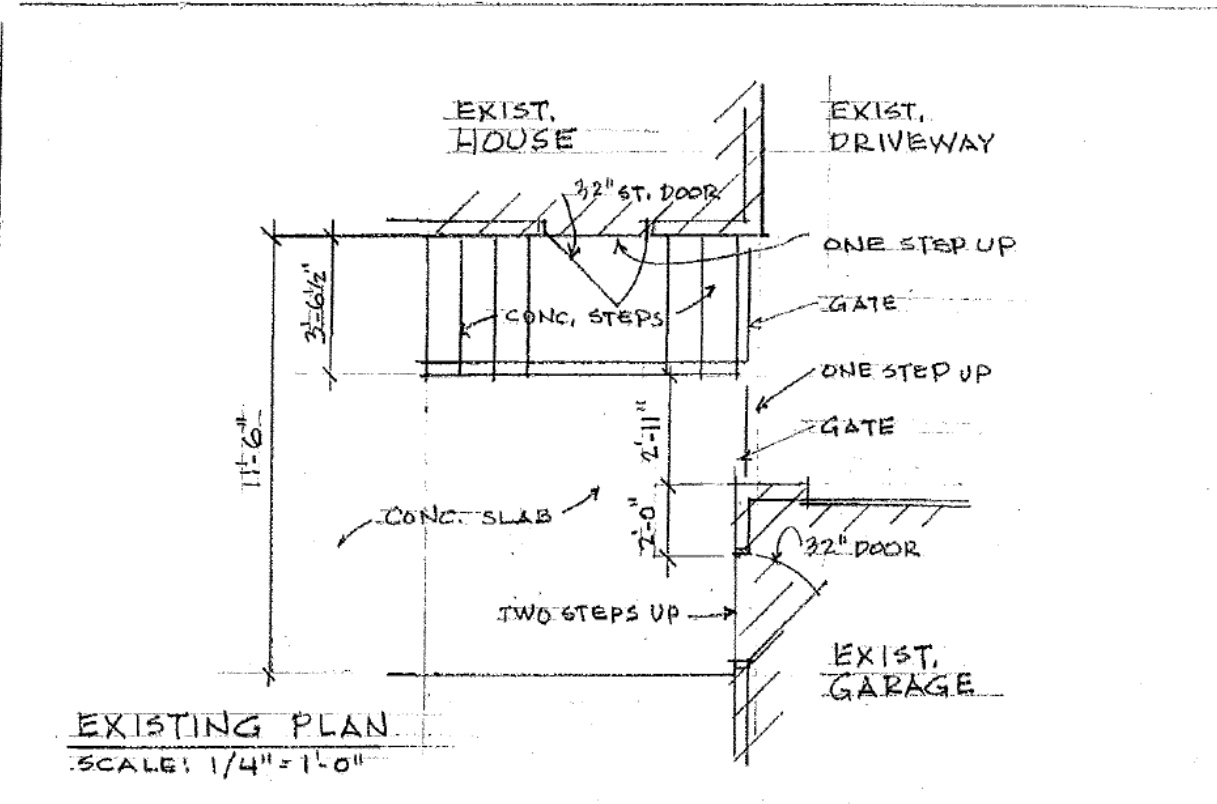 EXIST.
HOUSE
EXIST.
DRIVEWAY
32" ST. DOOR
ONE STEP UP
3'-6½"
CONC. STEPS
GATE
ONE STEP UP
11'-6"
2'-11"
GATE
CONC. SLAB
2'-0"
32" DOOR
TWO STEPS UP
EXIST.
GARAGE
EXISTING PLAN
SCALE: 1/4" = 1'-0"